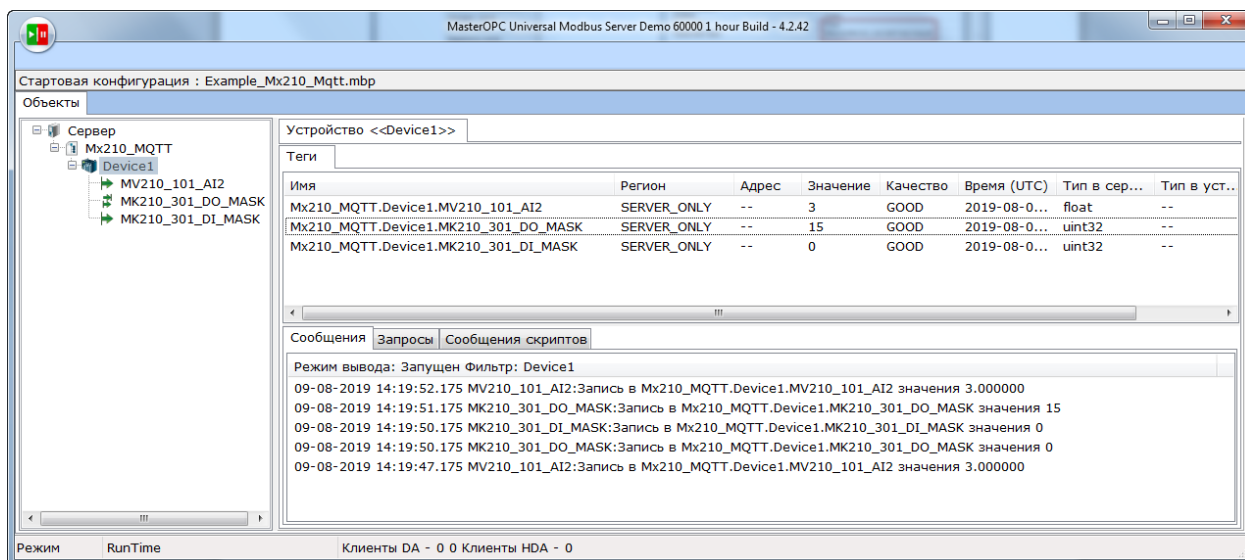 MasterOPC Universal Modbus Server Demo 60000 1 hour Build - 4.2.42
Стартовая конфигурация : Example_Mx210_Mqtt.mbp
Объекты
Сервер
Mx210_MQTT
Device1
MV210_101_AI2
MK210_301_DO_MASK
MK210_301_DI_MASK
Устройство <<Device1>>
Теги
Имя Регион Адрес Значение Качество Время (UTC) Тип в сер... Тип в уст...
Mx210_MQTT.Device1.MV210_101_AI2 SERVER_ONLY -- 3 GOOD 2019-08-0... float --
Mx210_MQTT.Device1.MK210_301_DO_MASK SERVER_ONLY -- 15 GOOD 2019-08-0... uint32 --
Mx210_MQTT.Device1.MK210_301_DI_MASK SERVER_ONLY -- 0 GOOD 2019-08-0... uint32 --
Сообщения Запросы Сообщения скриптов
Режим вывода: Запущен Фильтр: Device1
09-08-2019 14:19:52.175 MV210_101_AI2:Запись в Mx210_MQTT.Device1.MV210_101_AI2 значения 3.000000
09-08-2019 14:19:51.175 MK210_301_DO_MASK:Запись в Mx210_MQTT.Device1.MK210_301_DO_MASK значения 15
09-08-2019 14:19:50.175 MK210_301_DI_MASK:Запись в Mx210_MQTT.Device1.MK210_301_DI_MASK значения 0
09-08-2019 14:19:50.175 MK210_301_DO_MASK:Запись в Mx210_MQTT.Device1.MK210_301_DO_MASK значения 0
09-08-2019 14:19:47.175 MV210_101_AI2:Запись в Mx210_MQTT.Device1.MV210_101_AI2 значения 3.000000
Режим RunTime Клиенты DA - 0 0 Клиенты HDA - 0